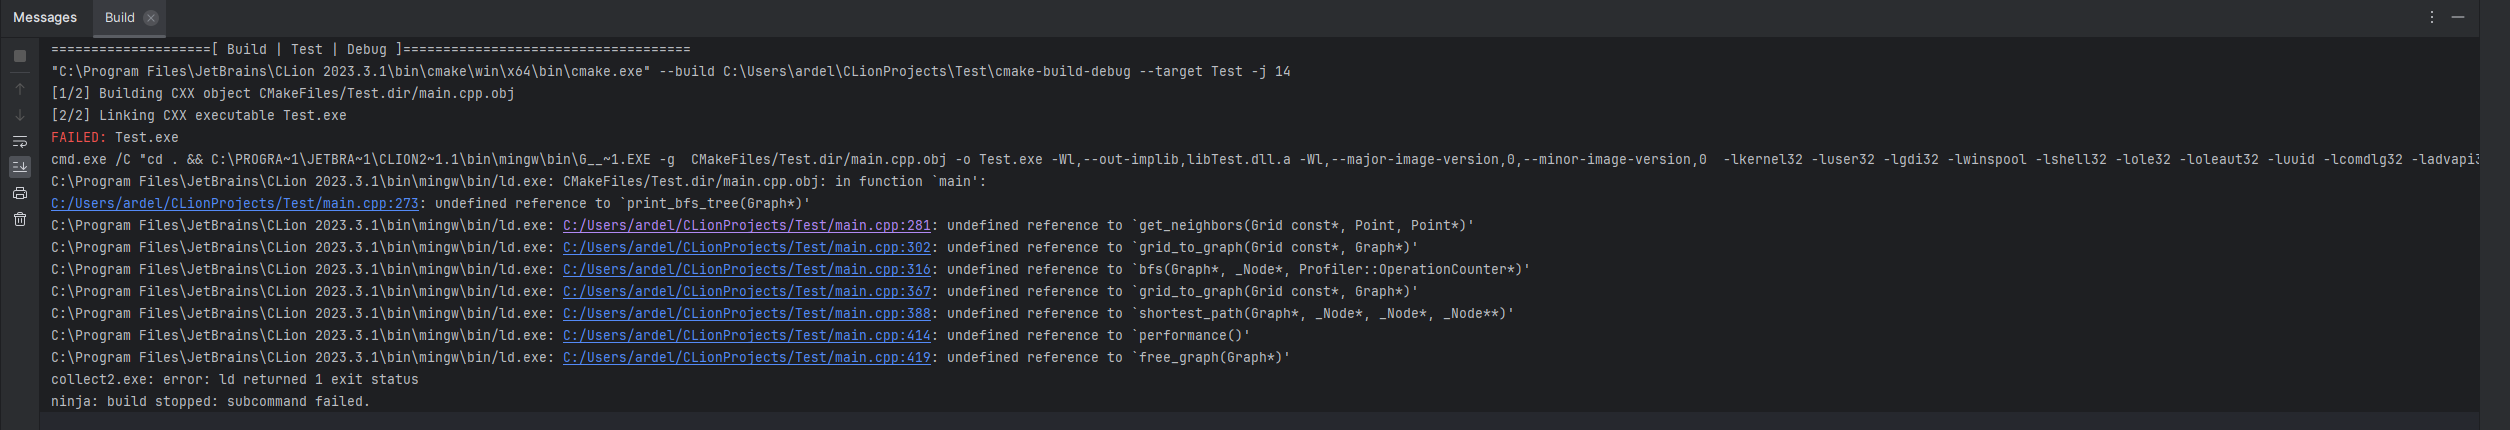 Messages Build
====================[ Build | Test | Debug ]====================================
"C:\Program Files\JetBrains\CLion 2023.3.1\bin\cmake\win\x64\bin\cmake.exe" --build C:\Users\ardel\CLionProjects\Test\cmake-build-debug --target Test -j 14
[1/2] Building CXX object CMakeFiles/Test.dir/main.cpp.obj
[2/2] Linking CXX executable Test.exe
FAILED: Test.exe
cmd.exe /C "cd . && C:\PROGRA~1\JETBRA~1\CLION2~1.1\bin\mingw\bin\G__~1.EXE -g  CMakeFiles/Test.dir/main.cpp.obj -o Test.exe -Wl,--out-implib,libTest.dll.a -Wl,--major-image-version,0,--minor-image-version,0  -lkernel32 -luser32 -lgdi32 -lwinspool -lshell32 -lole32 -loleaut32 -luuid -lcomdlg32 -ladvapi3
C:\Program Files\JetBrains\CLion 2023.3.1\bin\mingw\bin/ld.exe: CMakeFiles/Test.dir/main.cpp.obj: in function `main':
C:/Users/ardel/CLionProjects/Test/main.cpp:273: undefined reference to `print_bfs_tree(Graph*)'
C:\Program Files\JetBrains\CLion 2023.3.1\bin\mingw\bin/ld.exe: C:/Users/ardel/CLionProjects/Test/main.cpp:281: undefined reference to `get_neighbors(Grid const*, Point, Point*)'
C:\Program Files\JetBrains\CLion 2023.3.1\bin\mingw\bin/ld.exe: C:/Users/ardel/CLionProjects/Test/main.cpp:302: undefined reference to `grid_to_graph(Grid const*, Graph*)'
C:\Program Files\JetBrains\CLion 2023.3.1\bin\mingw\bin/ld.exe: C:/Users/ardel/CLionProjects/Test/main.cpp:316: undefined reference to `bfs(Graph*, _Node*, Profiler::OperationCounter*)'
C:\Program Files\JetBrains\CLion 2023.3.1\bin\mingw\bin/ld.exe: C:/Users/ardel/CLionProjects/Test/main.cpp:367: undefined reference to `grid_to_graph(Grid const*, Graph*)'
C:\Program Files\JetBrains\CLion 2023.3.1\bin\mingw\bin/ld.exe: C:/Users/ardel/CLionProjects/Test/main.cpp:388: undefined reference to `shortest_path(Graph*, _Node*, _Node*, _Node**)'
C:\Program Files\JetBrains\CLion 2023.3.1\bin\mingw\bin/ld.exe: C:/Users/ardel/CLionProjects/Test/main.cpp:414: undefined reference to `performance()'
C:\Program Files\JetBrains\CLion 2023.3.1\bin\mingw\bin/ld.exe: C:/Users/ardel/CLionProjects/Test/main.cpp:419: undefined reference to `free_graph(Graph*)'
collect2.exe: error: ld returned 1 exit status
ninja: build stopped: subcommand failed.